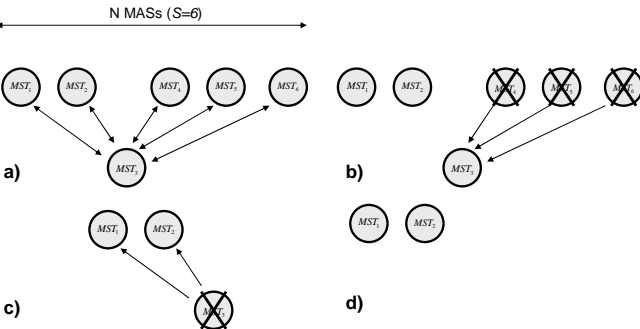 N MASs (S=6)
MST₁ MST₂ MST₄ MST₅ MST₆ MST₁ MST₂ MST₄ MST₅ MST₆
MST₃ MST₃
a) b)
MST₁ MST₂ MST₁ MST₂
MST₃
c) d)